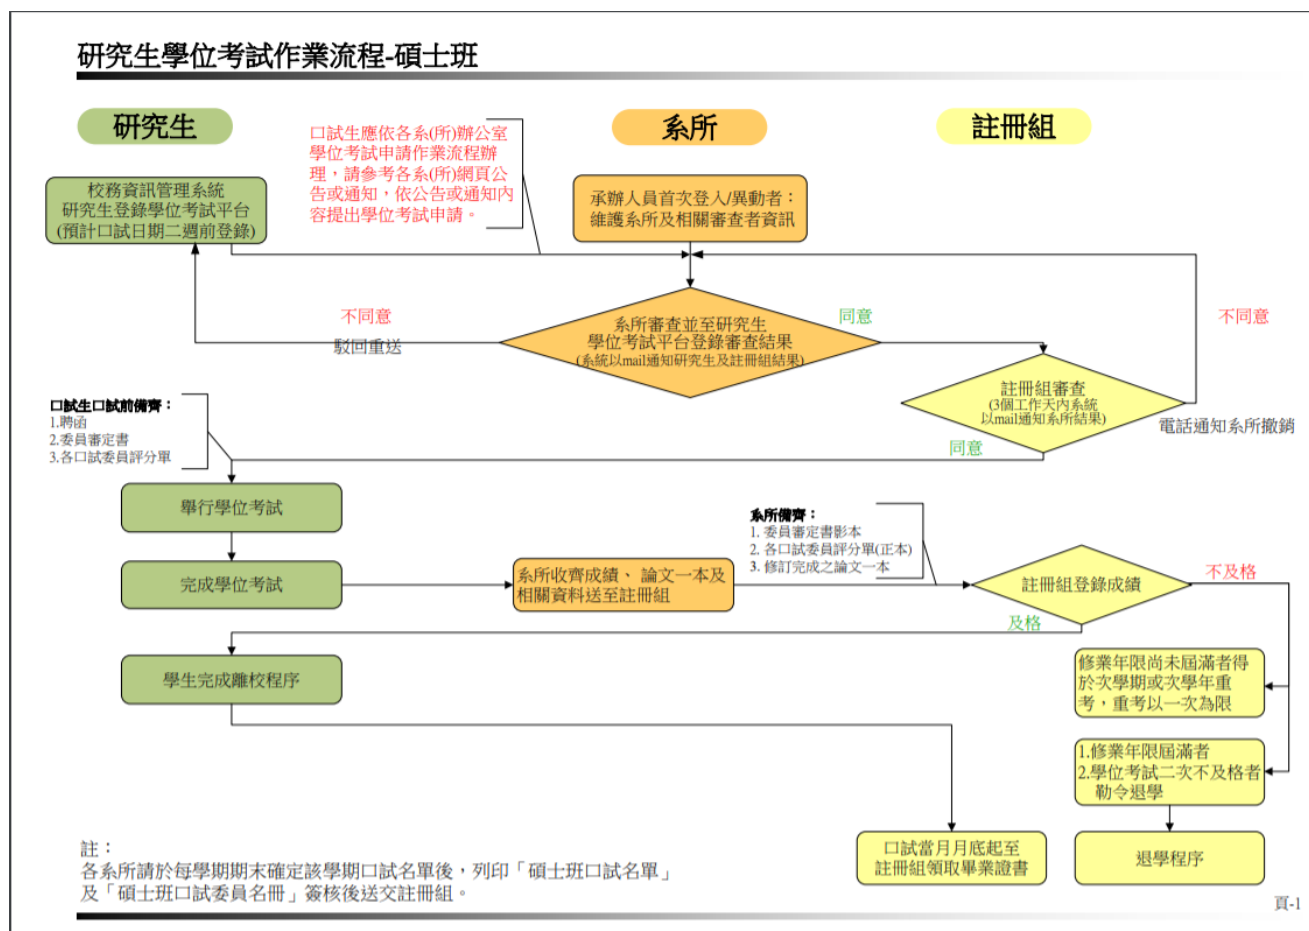 研究生學位考試作業流程-碩士班
研究生
系所
註冊組
口試生應依各系(所)辦公室
學位考試申請作業流程辦
理，請參考各系(所)網頁公
告或通知，依公告或通知內
容提出學位考試申請。
校務資訊管理系統
研究生登錄學位考試平台
(預計口試日期二週前登錄)
承辦人員首次登入/異動者：
維護系所及相關審查者資訊
不同意
駁回重送
系所審查並至研究生
學位考試平台登錄審查結果
(系統以mail通知研究生及註冊組結果)
同意
不同意
註冊組審查
(3個工作天內系統
以mail通知系所結果)
電話通知系所撤銷
同意
口試生口試前備齊：
1.聘函
2.委員審定書
3.各口試委員評分單
舉行學位考試
完成學位考試
系所收齊成績、論文一本及
相關資料送至註冊組
系所備齊：
1. 委員審定書影本
2. 各口試委員評分單(正本)
3. 修訂完成之論文一本
註冊組登錄成績
不及格
及格
學生完成離校程序
修業年限尚未屆滿者得
於次學期或次學年重
考，重考以一次為限
1.修業年限屆滿者
2.學位考試二次不及格者
勒令退學
口試當月月底起至
註冊組領取畢業證書
退學程序
註：
各系所請於每學期期末確定該學期口試名單後，列印「碩士班口試名單」
及「碩士班口試委員名冊」簽核後送交註冊組。
頁-1